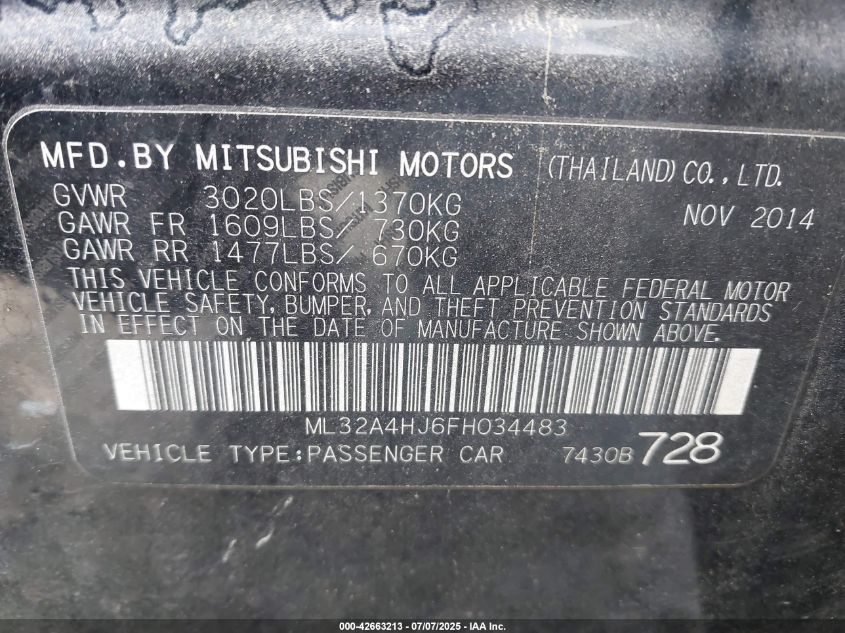 MFD.BY MITSUBISHI MOTORS (THAILAND) CO., LTD.
GVWR 3020LBS/1370KG NOV 2014
GAWR FR 1609LBS/ 730KG
GAWR RR 1477LBS/ 670KG
THIS VEHICLE CONFORMS TO ALL APPLICABLE FEDERAL MOTOR
VEHICLE SAFETY, BUMPER, AND THEFT PREVENTION STANDARDS
IN EFFECT ON THE DATE OF MANUFACTURE SHOWN ABOVE.
ML32A4HJ6FH034483
VEHICLE TYPE:PASSENGER CAR 7430B 728
000-42663213 - 07/07/2025 - IAA Inc.